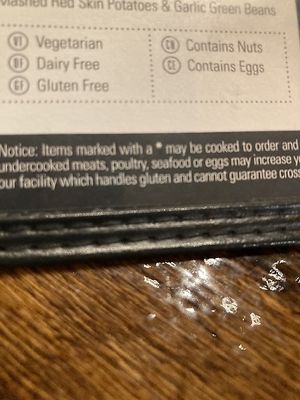 Mashed Red Skin Potatoes & Garlic Green Beans
VT Vegetarian
DF Dairy Free
GF Gluten Free
CN Contains Nuts
CE Contains Eggs
Notice: Items marked with a * may be cooked to order and
undercooked meats, poultry, seafood or eggs may increase
our facility which handles gluten and cannot guarantee